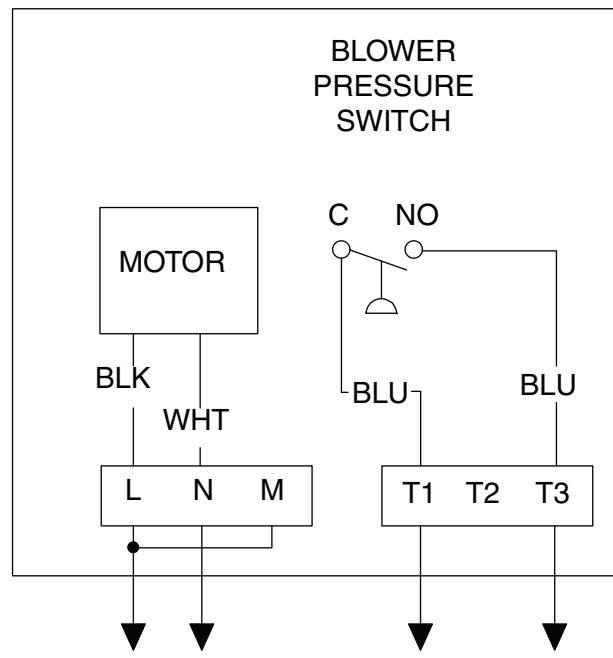 BLOWER
PRESSURE
SWITCH
C NO
MOTOR
BLK
BLU
BLU
WHT
L N M
T1 T2 T3